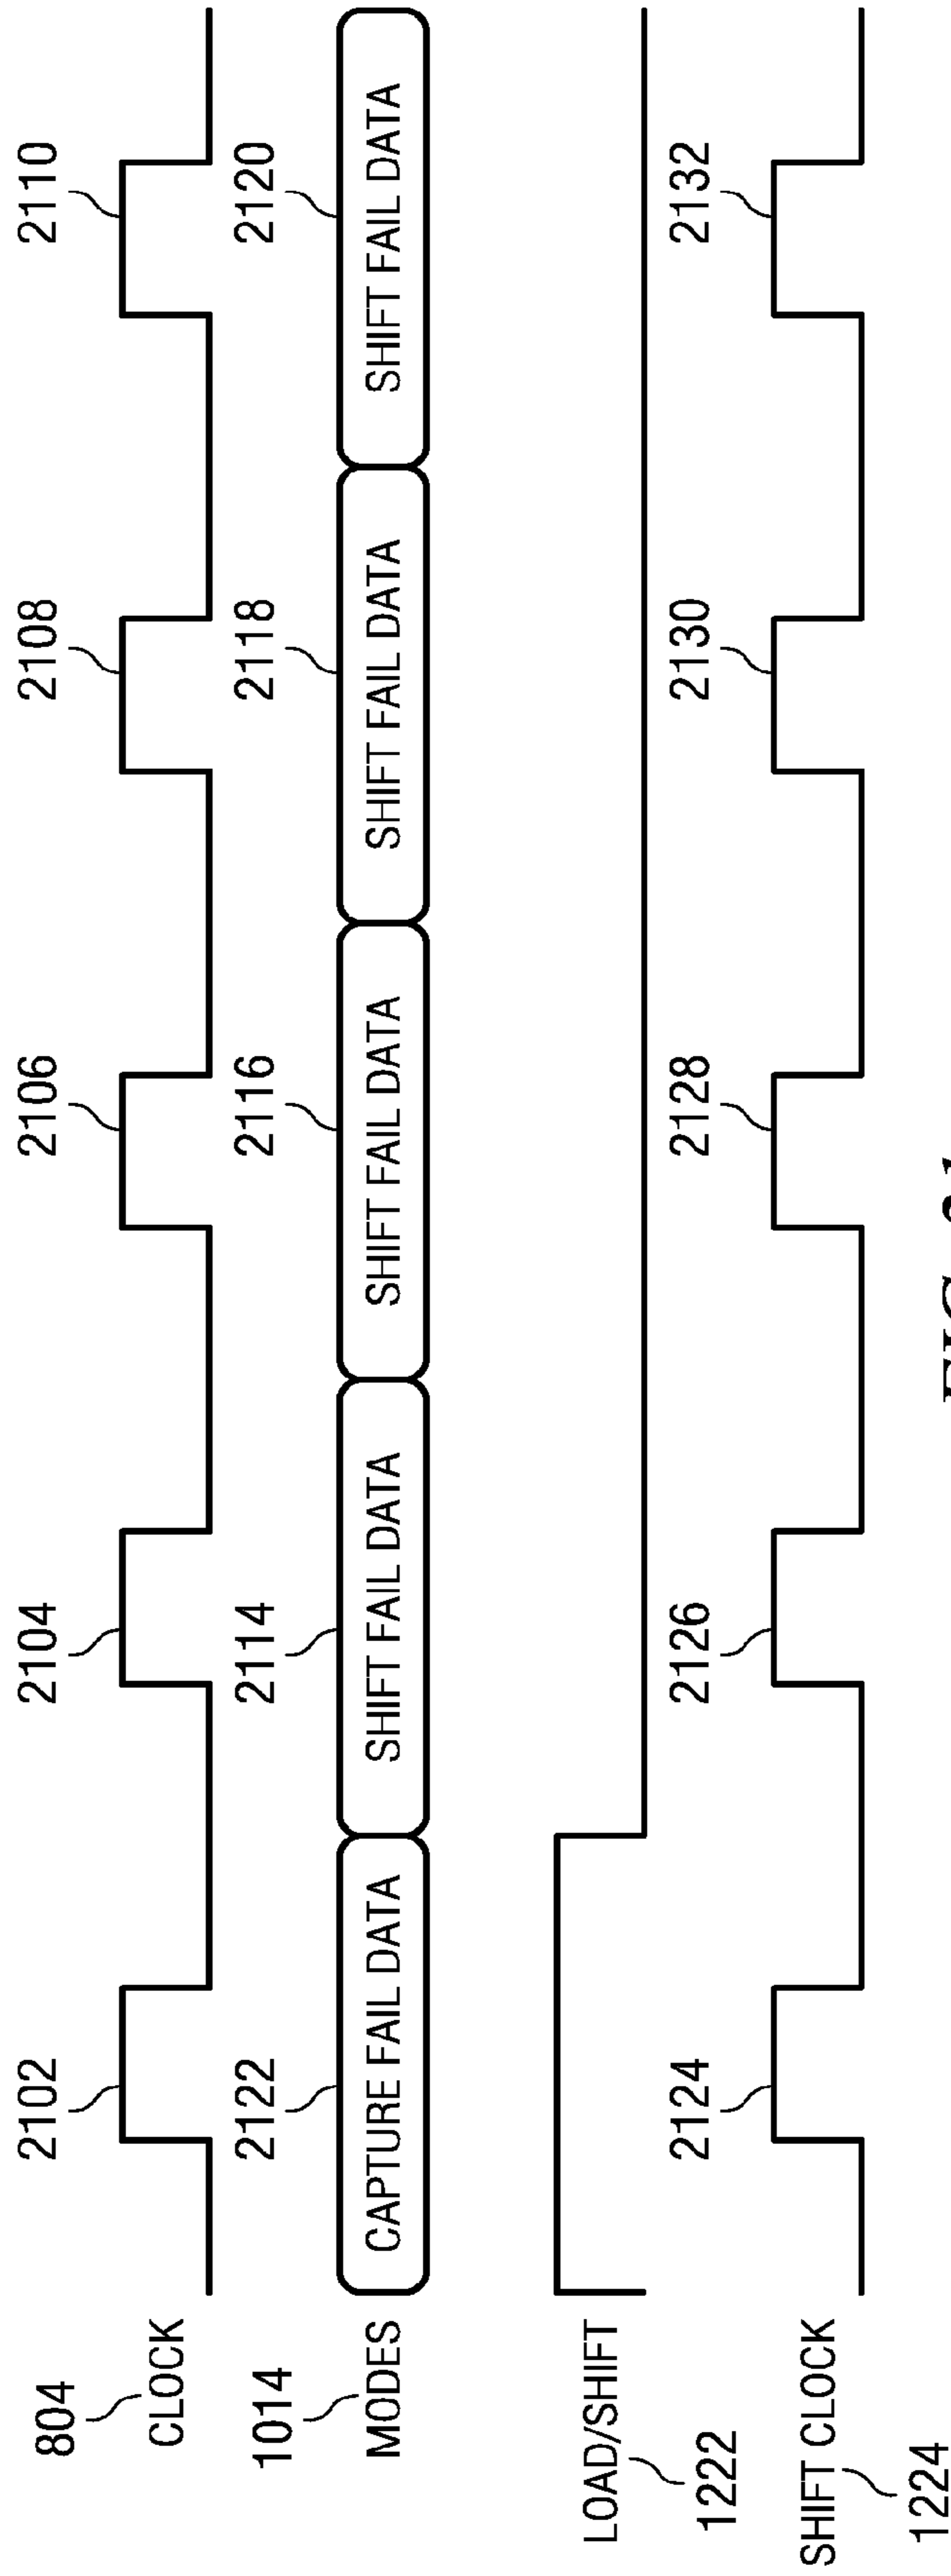 804
CLOCK
2102
2104
2106
2108
2110
1014
MODES
2122
2114
2116
2118
2120
CAPTURE FAIL DATA
SHIFT FAIL DATA
SHIFT FAIL DATA
SHIFT FAIL DATA
SHIFT FAIL DATA
LOAD/SHIFT
1222
SHIFT CLOCK
1224
2124
2126
2128
2130
2132